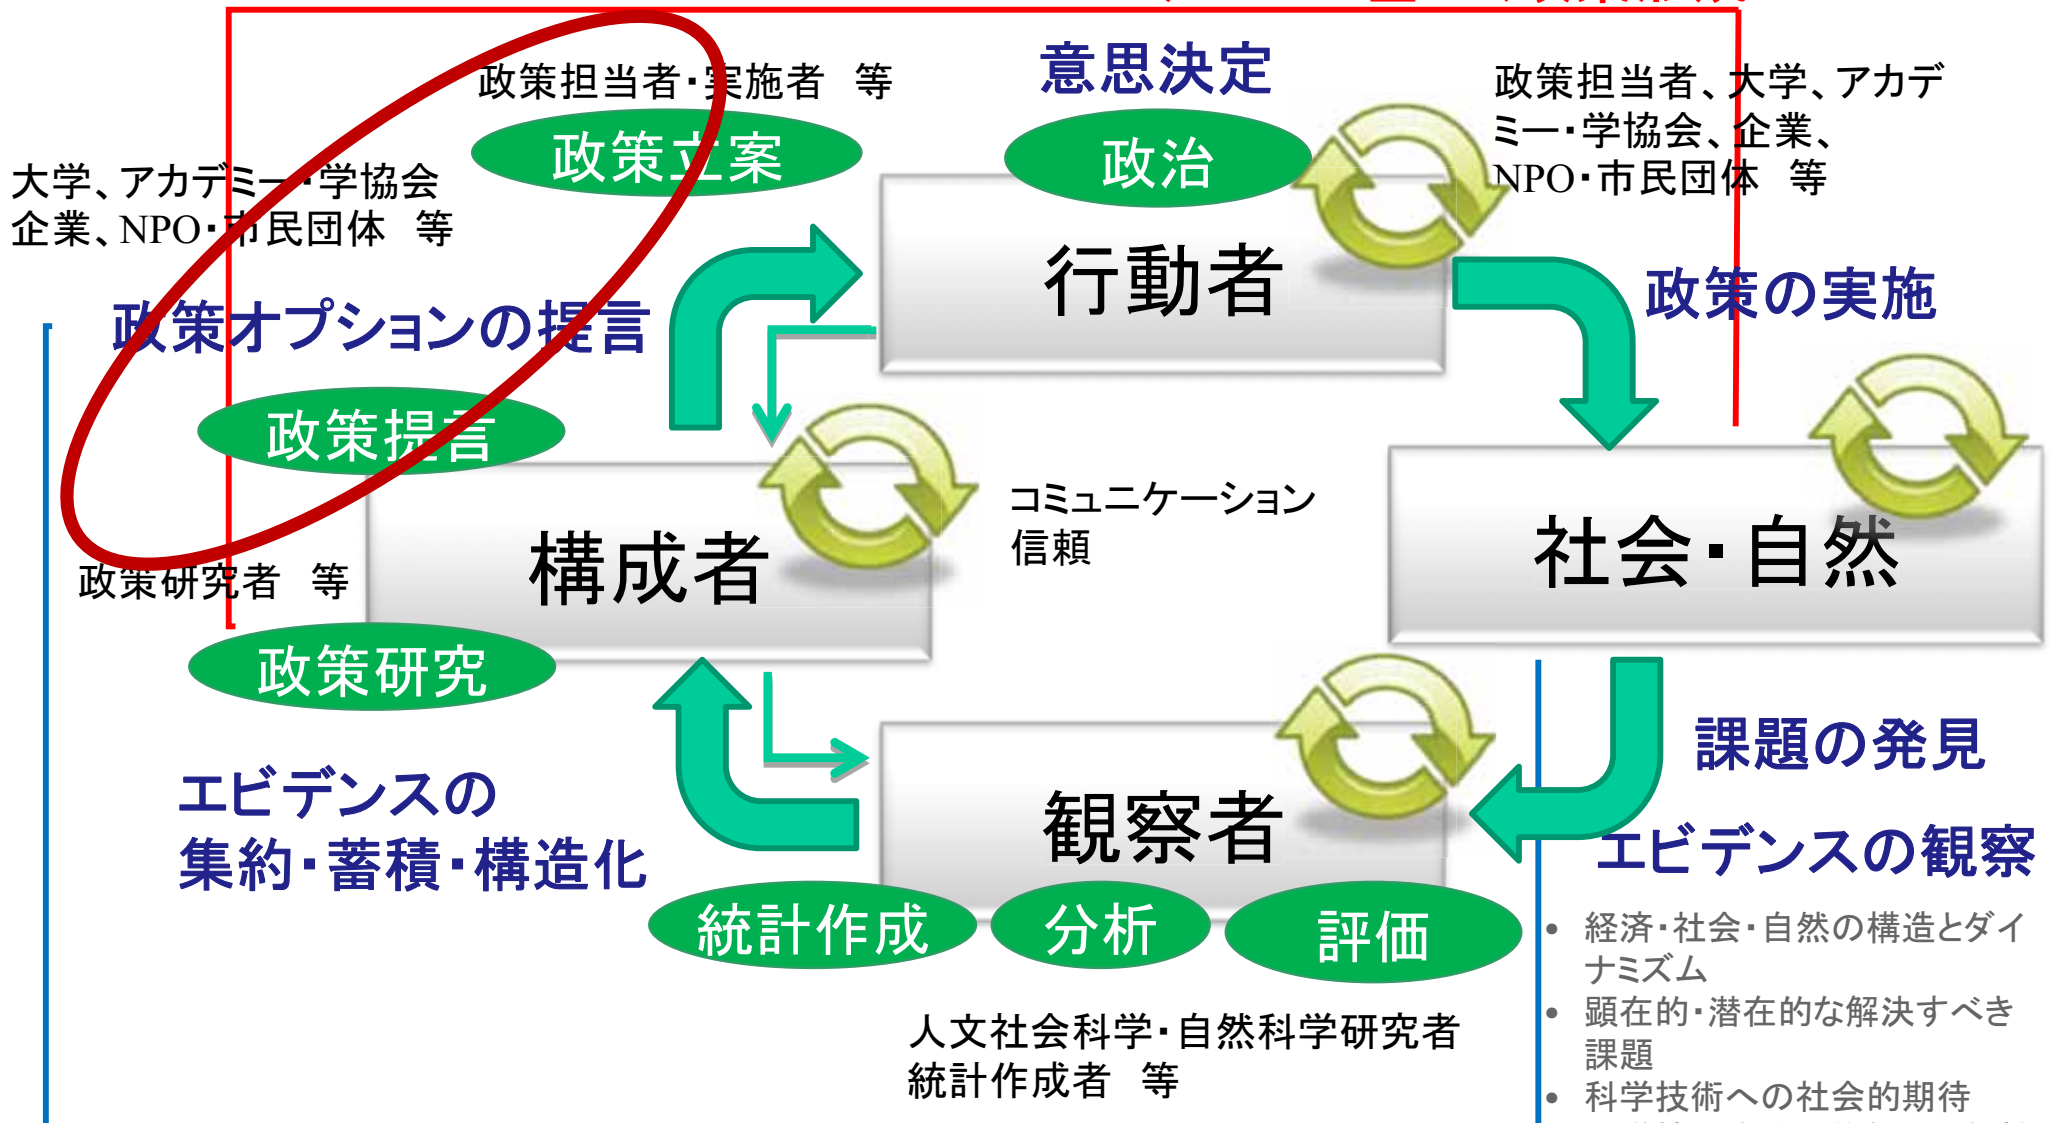 政策担当者・実施者　等
意思決定
政策担当者、大学、アカデ
ミー・学協会、企業、
NPO・市民団体　等
政策立案
政治
大学、アカデミー・学協会
企業、NPO・市民団体　等
行動者
政策オプションの提言
政策の実施
政策提言
コミュニケーション
信頼
構成者
社会・自然
政策研究者　等
政策研究
課題の発見
エビデンスの
集約・蓄積・構造化
観察者
エビデンスの観察
統計作成
分析
評価
• 経済・社会・自然の構造とダイ
ナミズム
• 顕在的・潜在的な解決すべき
課題
• 科学技術への社会的期待
人文社会科学・自然科学研究者
統計作成者　等